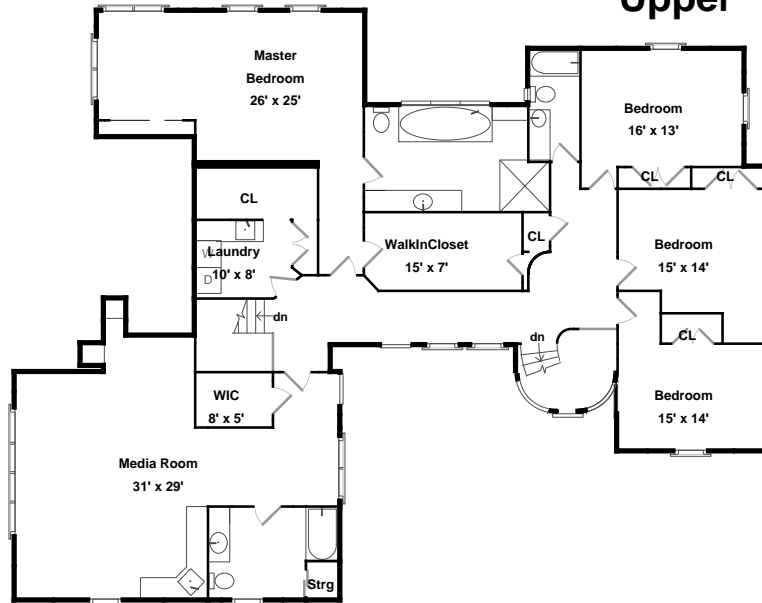 Upper
Master
Bedroom
26' x 25'
Bedroom
16' x 13'
CL
CL
CL
WalkInCloset
15' x 7'
CL
Bedroom
15' x 14'
W
Laundry
10' x 8'
D
dn
dn
CL
WIC
8' x 5'
Bedroom
15' x 14'
Media Room
31' x 29'
Strg